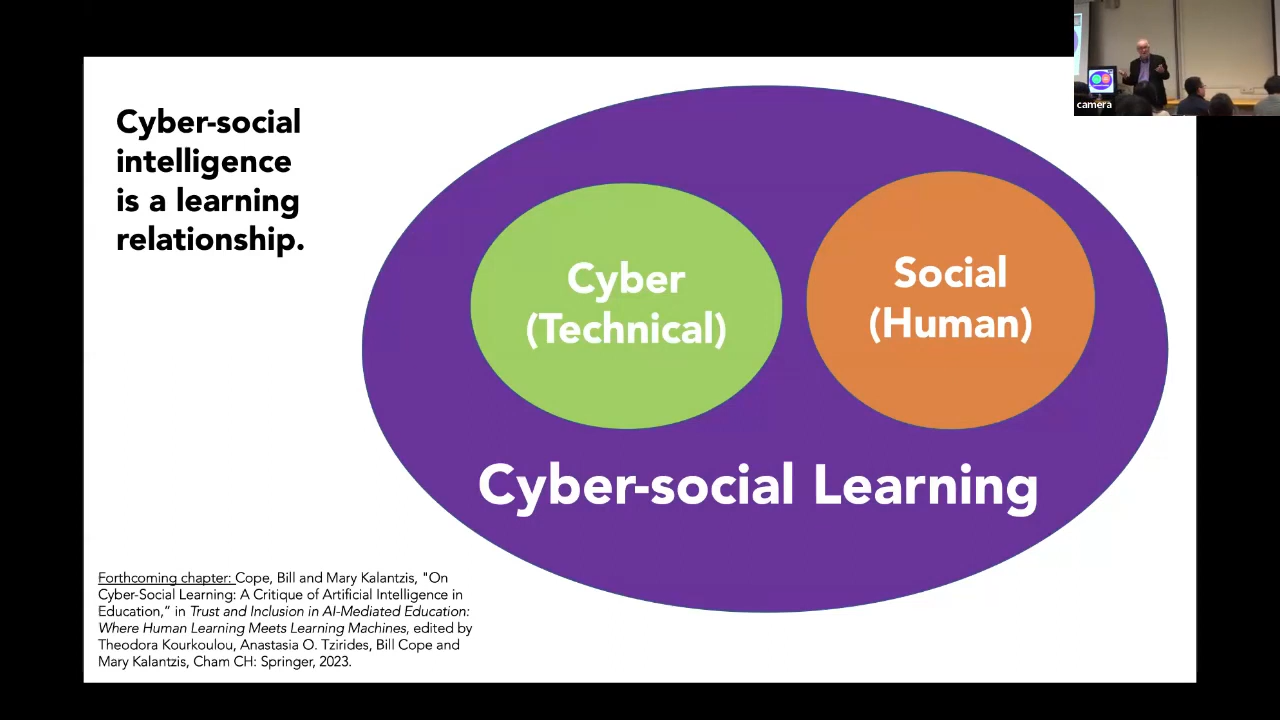 Cyber-social
intelligence
is a learning
relationship.
Cyber
(Technical)
Social
(Human)
Cyber-social Learning
Forthcoming chapter: Cope, Bill and Mary Kalantzis, "On
Cyber-Social Learning: A Critique of Artificial Intelligence in
Education,” in Trust and Inclusion in AI-Mediated Education:
Where Human Learning Meets Learning Machines, edited by
Theodora Kourkoulou, Anastasia O. Tzirides, Bill Cope and
Mary Kalantzis, Cham CH: Springer, 2023.
camera